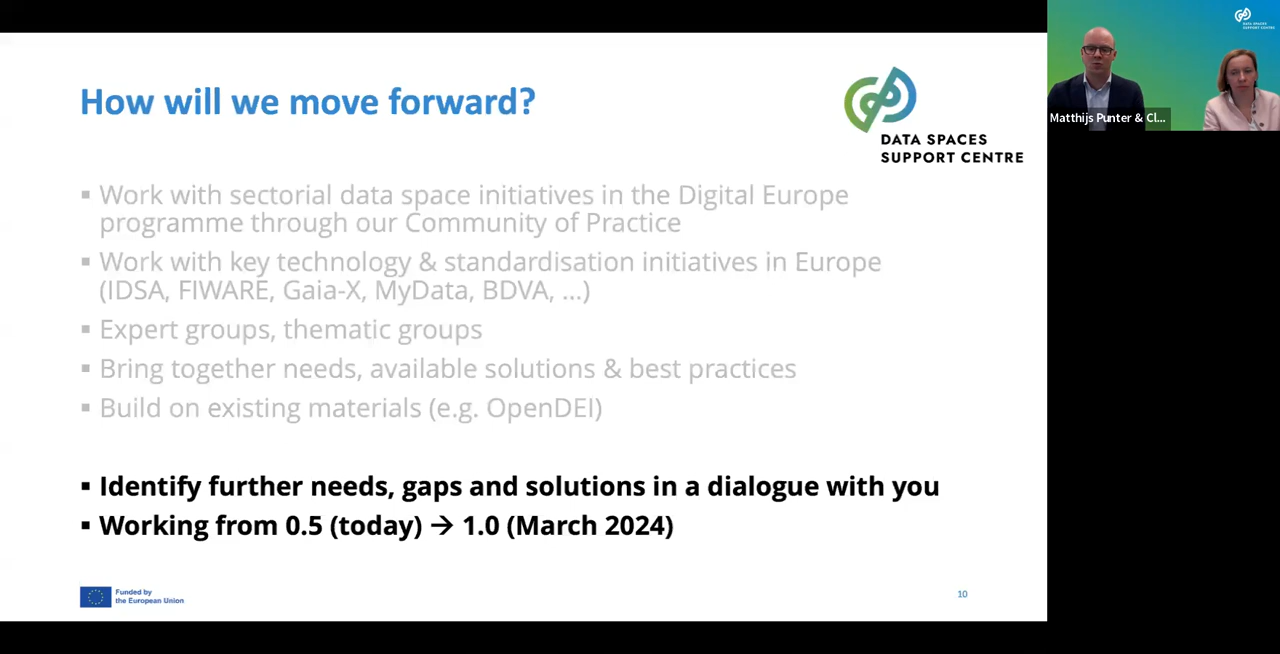 How will we move forward?
DATA SPACES
SUPPORT CENTRE
▪ Work with sectorial data space initiatives in the Digital Europe
programme through our Community of Practice
▪ Work with key technology & standardisation initiatives in Europe
(IDSA, FIWARE, Gaia-X, MyData, BDVA, ...)
▪ Expert groups, thematic groups
▪ Bring together needs, available solutions & best practices
▪ Build on existing materials (e.g. OpenDEI)
▪ Identify further needs, gaps and solutions in a dialogue with you
▪ Working from 0.5 (today) → 1.0 (March 2024)
Funded by
the European Union
10
DATA SPACES
SUPPORT CENTRE
Matthijs Punter & Cl...